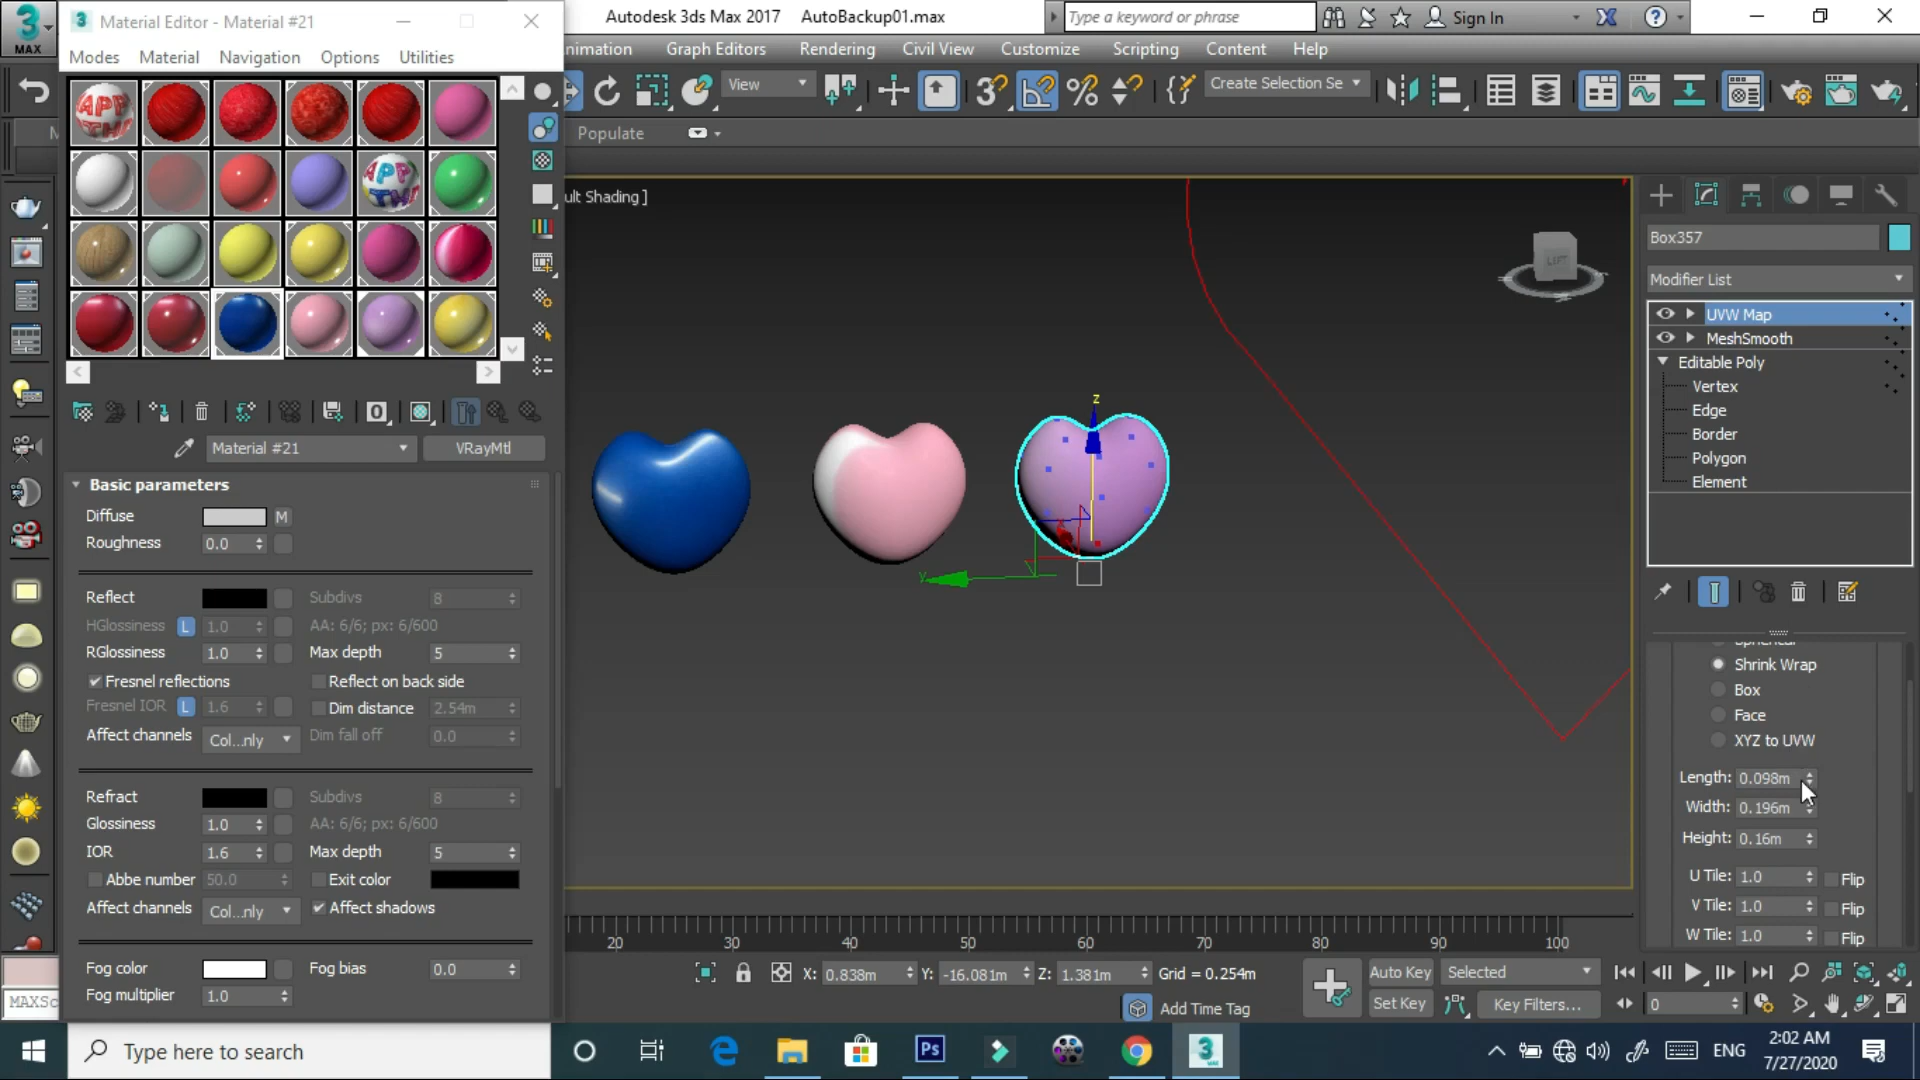 Material Editor - Material #21
Autodesk 3ds Max 2017 AutoBackup01.max
Type a keyword or phrase
Sign In
MAX
Modes Material Navigation Options Utilities
nimation Graph Editors Rendering Civil View Customize Scripting Content Help
View
Create Selection Se
Populate
ult Shading ]
LEFT
Box357
Modifier List
UVW Map
MeshSmooth
Editable Poly
Vertex
Edge
Border
Polygon
Element
z
y
Material #21
VRayMtl
Basic parameters
Diffuse M
Roughness 0.0
Reflect Subdivs 8
HGlossiness L 1.0 AA: 6/6; px: 6/600
RGlossiness 1.0 Max depth 5
Fresnel reflections Reflect on back side
Fresnel IOR L 1.6 Dim distance 2.54m
Affect channels Col...nly Dim fall off 0.0
Refract Subdivs 8
Glossiness 1.0 AA: 6/6; px: 6/600
IOR 1.6 Max depth 5
Abbe number 50.0 Exit color
Affect channels Col...nly Affect shadows
Fog color Fog bias 0.0
Fog multiplier 1.0
Shrink Wrap
Box
Face
XYZ to UVW
Length: 0.098m
Width: 0.196m
Height: 0.16m
U Tile: 1.0 Flip
V Tile: 1.0 Flip
W Tile: 1.0 Flip
20 30 40 50 60 70 80 90 100
X: 0.838m Y: -16.081m Z: 1.381m Grid = 0.254m
Auto Key Selected
Add Time Tag
Set Key Key Filters... 0
MAXSc
Type here to search
Ps
3
ENG
2:02 AM
7/27/2020